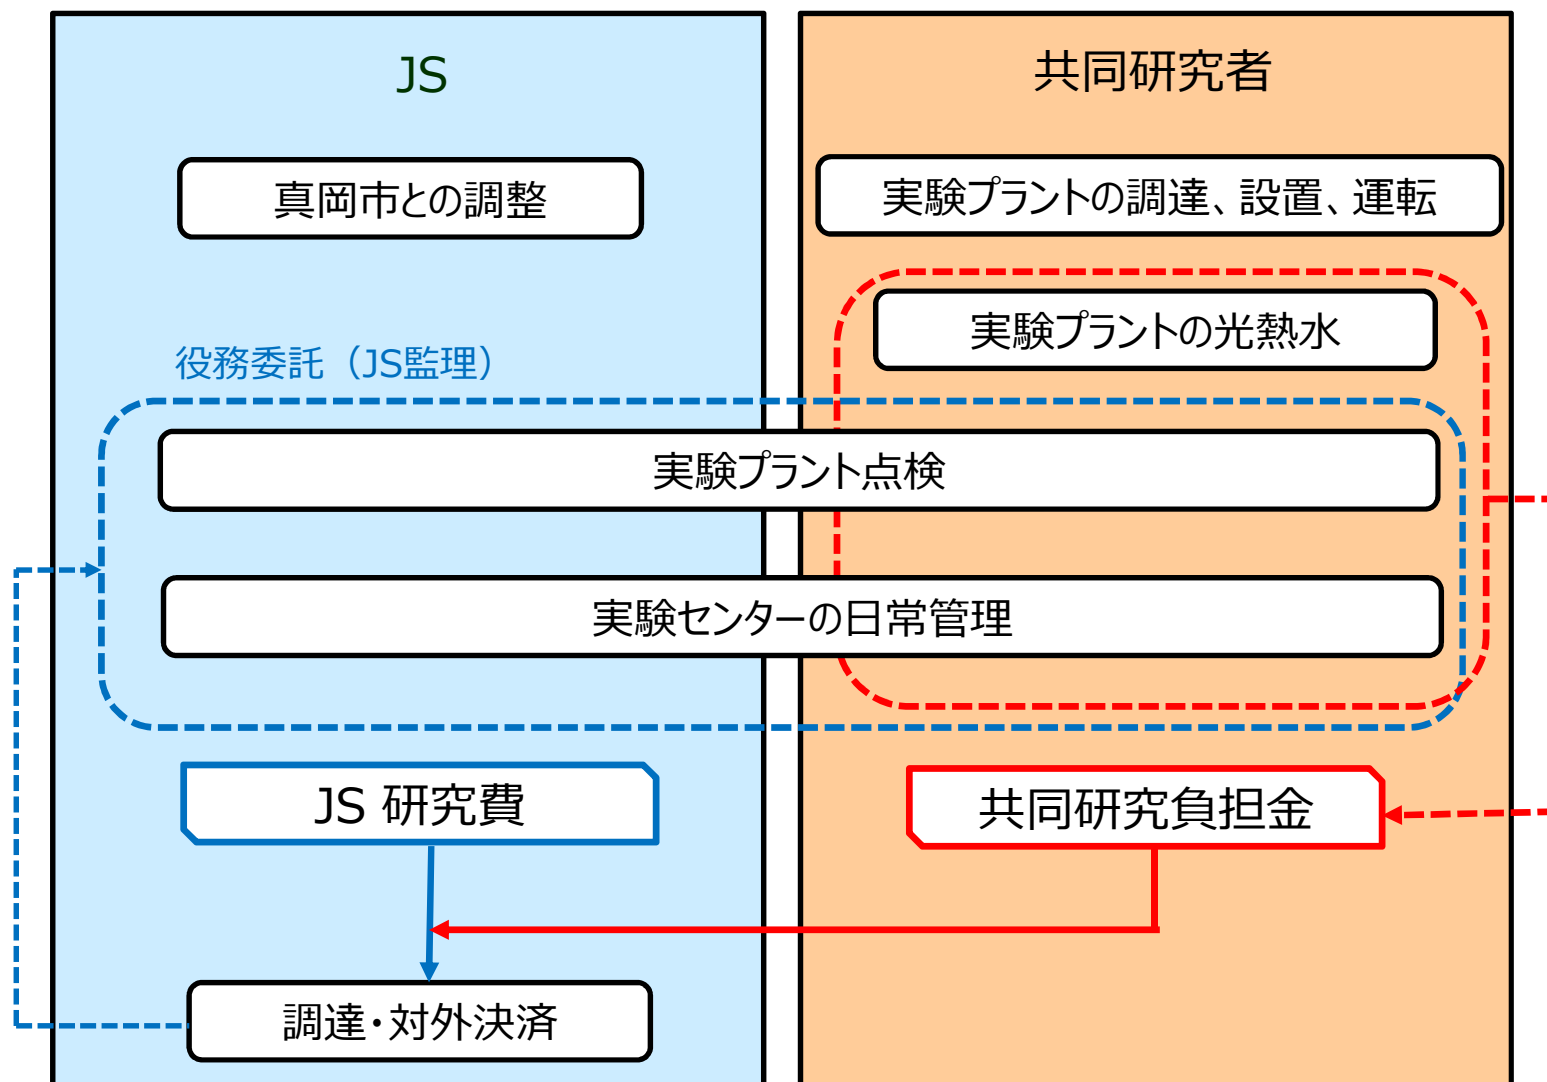 JS
共同研究者
真岡市との調整
実験プラントの調達、設置、運転
実験プラントの光熱水
役務委託（JS監理）
実験プラント点検
実験センターの日常管理
JS 研究費
共同研究負担金
調達・対外決済